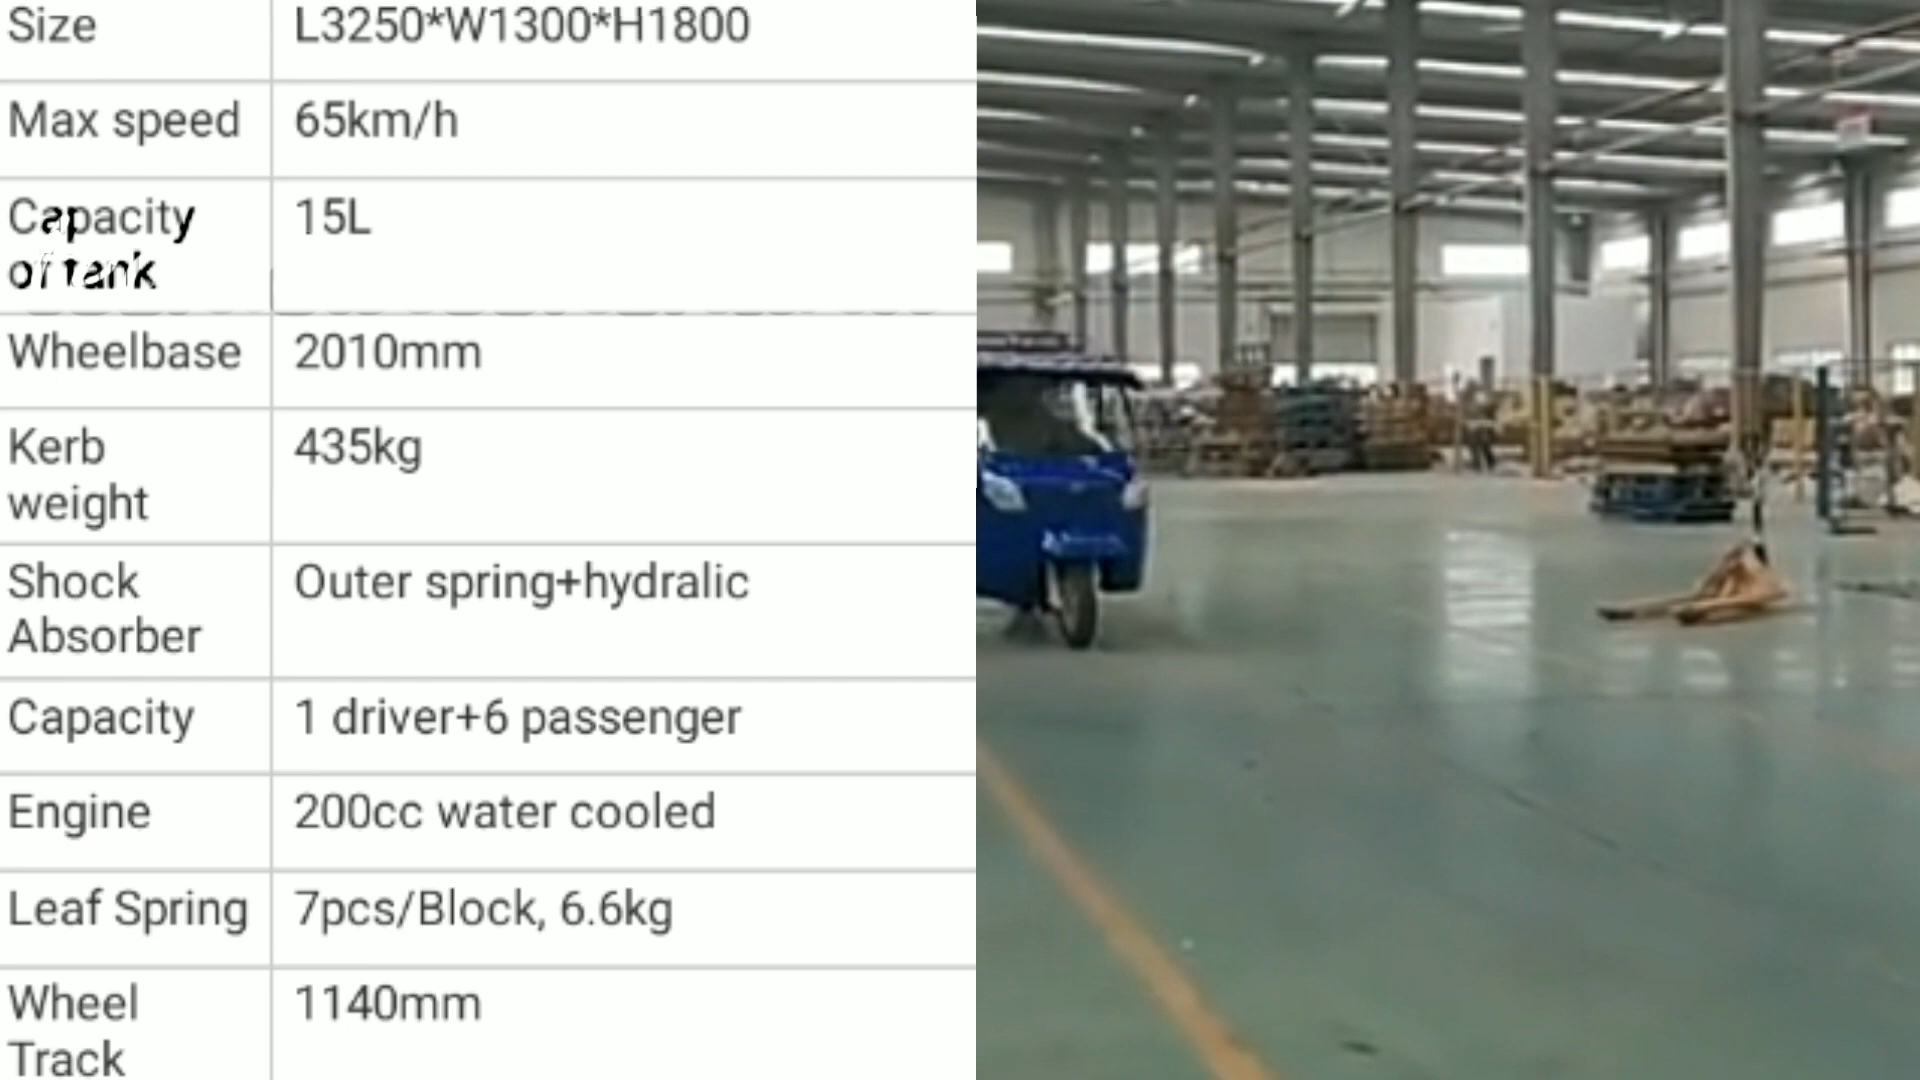 Size L3250*W1300*H1800
Max speed 65km/h
Capacity 15L
of tank
Wheelbase 2010mm
Kerb 435kg
weight
Shock Outer spring+hydralic
Absorber
Capacity 1 driver+6 passenger
Engine 200cc water cooled
Leaf Spring 7pcs/Block, 6.6kg
Wheel 1140mm
Track